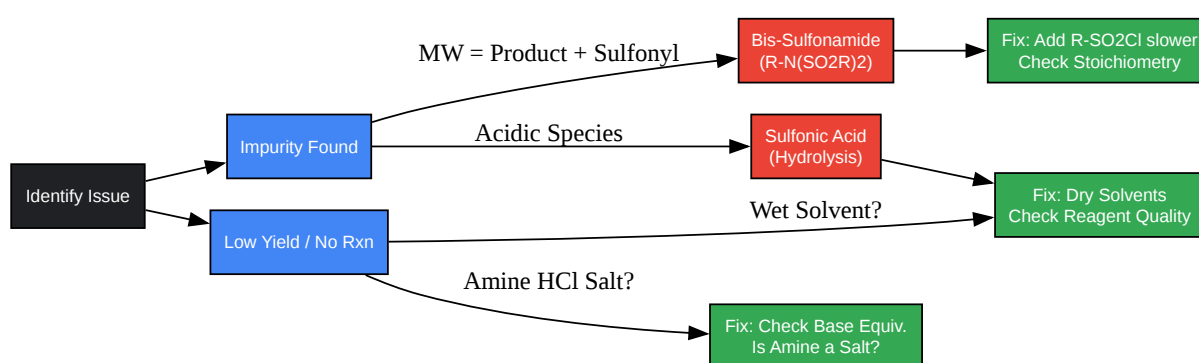 MW = Product + Sulfonyl
Bis-Sulfonamide
(R-N(SO2R)2)
Fix: Add R-SO2Cl slower
Check Stoichiometry
Impurity Found
Acidic Species
Sulfonic Acid
(Hydrolysis)
Identify Issue
Fix: Dry Solvents
Check Reagent Quality
Low Yield / No Rxn
Wet Solvent?
Amine HCl Salt?
Fix: Check Base Equiv.
Is Amine a Salt?